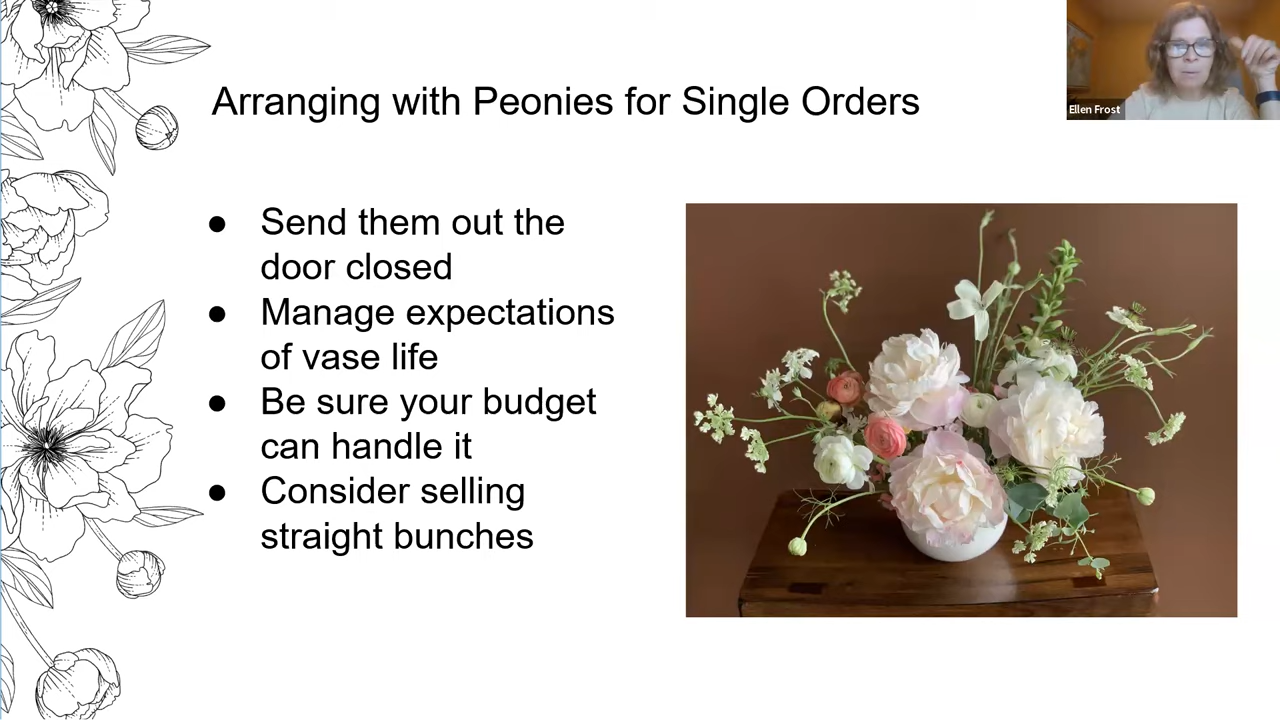 Arranging with Peonies for Single Orders
Ellen Frost
● Send them out the
door closed
● Manage expectations
of vase life
● Be sure your budget
can handle it
● Consider selling
straight bunches